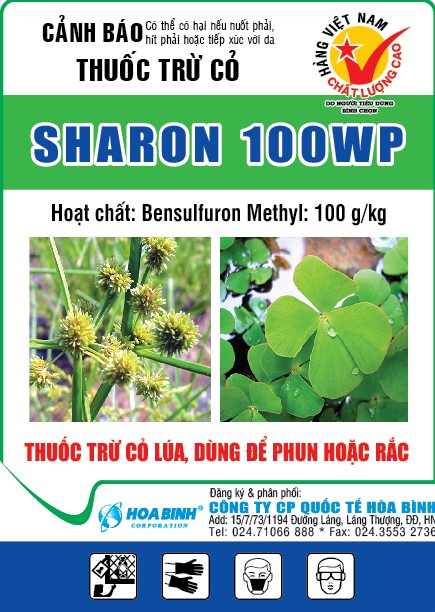 CẢNH BÁO Có thể có hại nếu nuốt phải,
hít phải hoặc tiếp xúc với da
THUỐC TRỪ CỎ
HÀNG VIỆT NAM
CHẤT LƯỢNG CAO
DO NGƯỜI TIÊU DÙNG
BÌNH CHỌN
SHARON 100WP
Hoạt chất: Bensulfuron Methyl: 100 g/kg
THUỐC TRỪ CỎ LÚA, DÙNG ĐỂ PHUN HOẶC RẮC
HOA BINH®
CORPORATION
Đăng ký & phân phối:
CÔNG TY CP QUỐC TẾ HÒA BÌNH
Add: 15/7/73/1194 Đường Láng, Láng Thượng, ĐĐ, HN
Tel: 024.71066 888 * Fax: 024.3553 2736